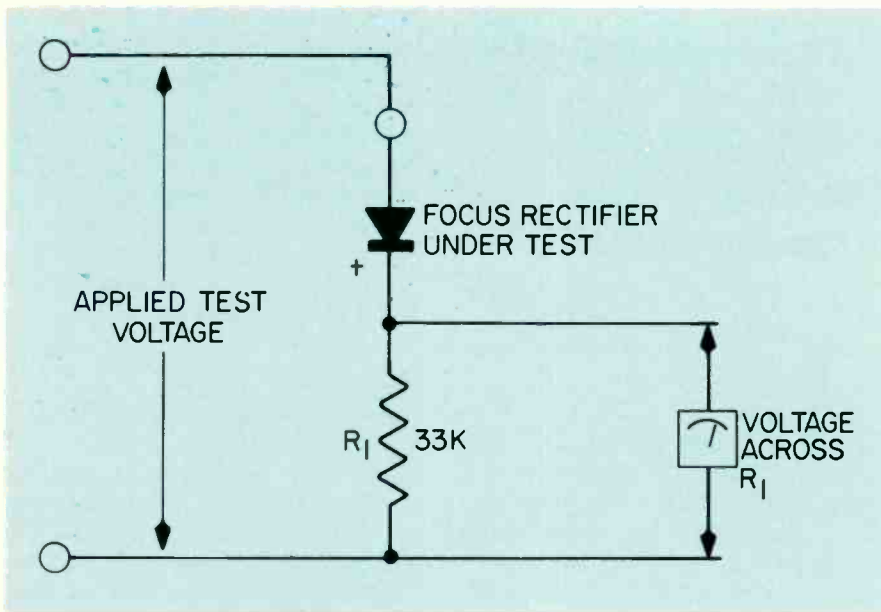 FOCUS RECTIFIER
UNDER TEST
+
APPLIED TEST
VOLTAGE
R1
33K
VOLTAGE
ACROSS
R1